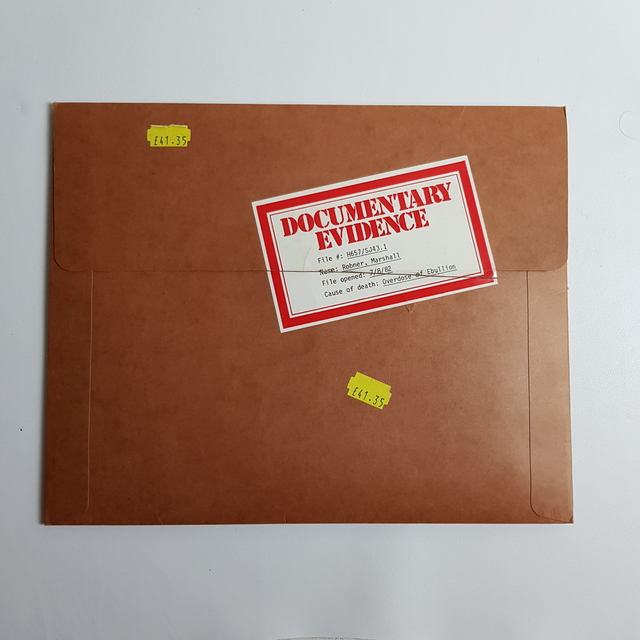 £41.35
DOCUMENTARY
EVIDENCE
File #: H657/SJ43.1
Name: Robner, Marshall
File opened: 7/8/82
Cause of death: Overdose of Ebullion
£41.35